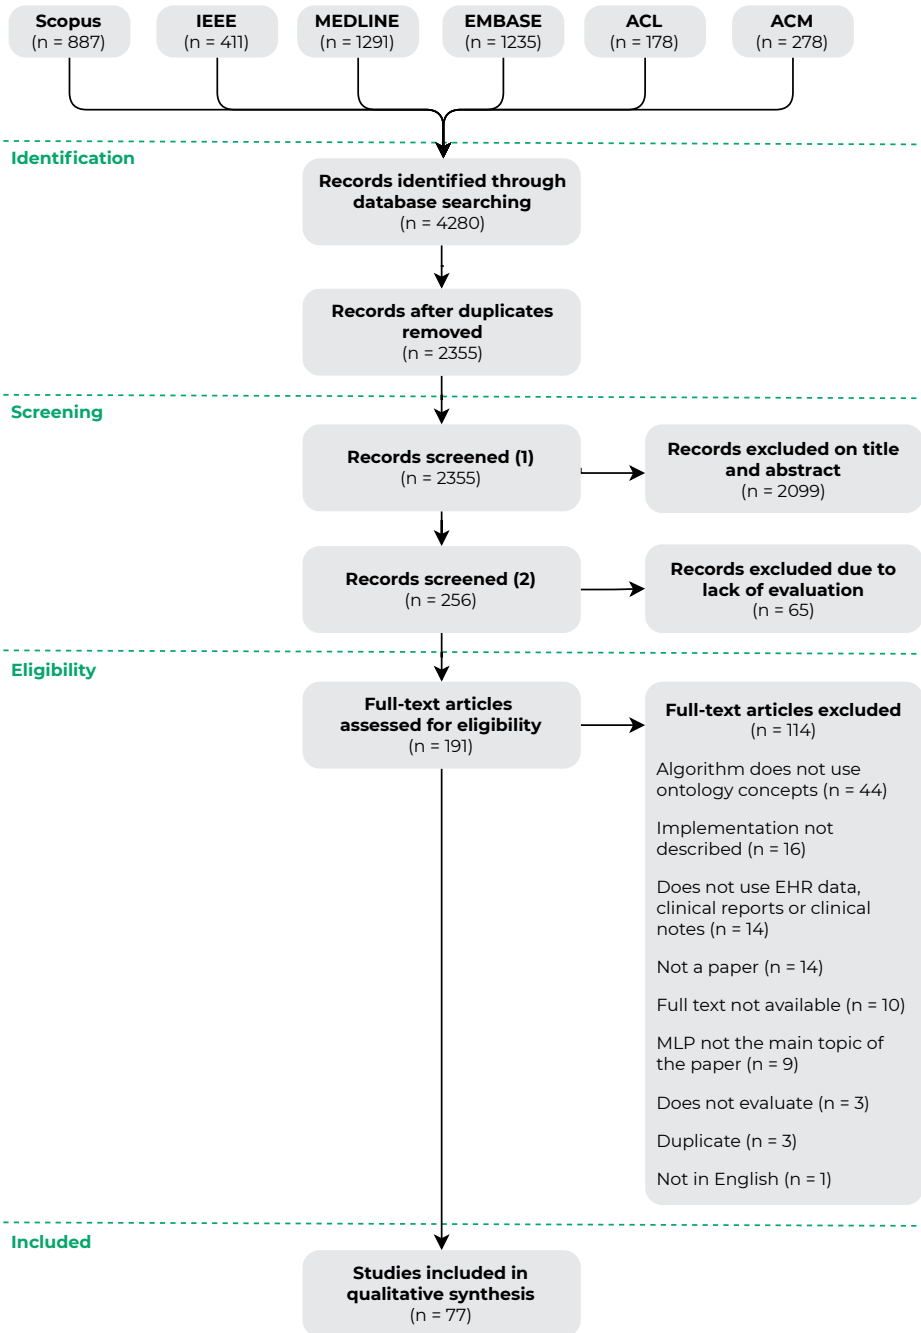 Scopus
(n = 887)
IEEE
(n = 411)
MEDLINE
(n = 1291)
EMBASE
(n = 1235)
ACL
(n = 178)
ACM
(n = 278)
Identification
Records identified through
database searching
(n = 4280)
Records after duplicates
removed
(n = 2355)
Screening
Records screened (1)
(n = 2355)
Records excluded on title
and abstract
(n = 2099)
Records screened (2)
(n = 256)
Records excluded due to
lack of evaluation
(n = 65)
Eligibility
Full-text articles
assessed for eligibility
(n = 191)
Full-text articles excluded
(n = 114)
Algorithm does not use
ontology concepts (n = 44)
Implementation not
described (n = 16)
Does not use EHR data,
clinical reports or clinical
notes (n = 14)
Not a paper (n = 14)
Full text not available (n = 10)
MLP not the main topic of
the paper (n = 9)
Does not evaluate (n = 3)
Duplicate (n = 3)
Not in English (n = 1)
Included
Studies included in
qualitative synthesis
(n = 77)